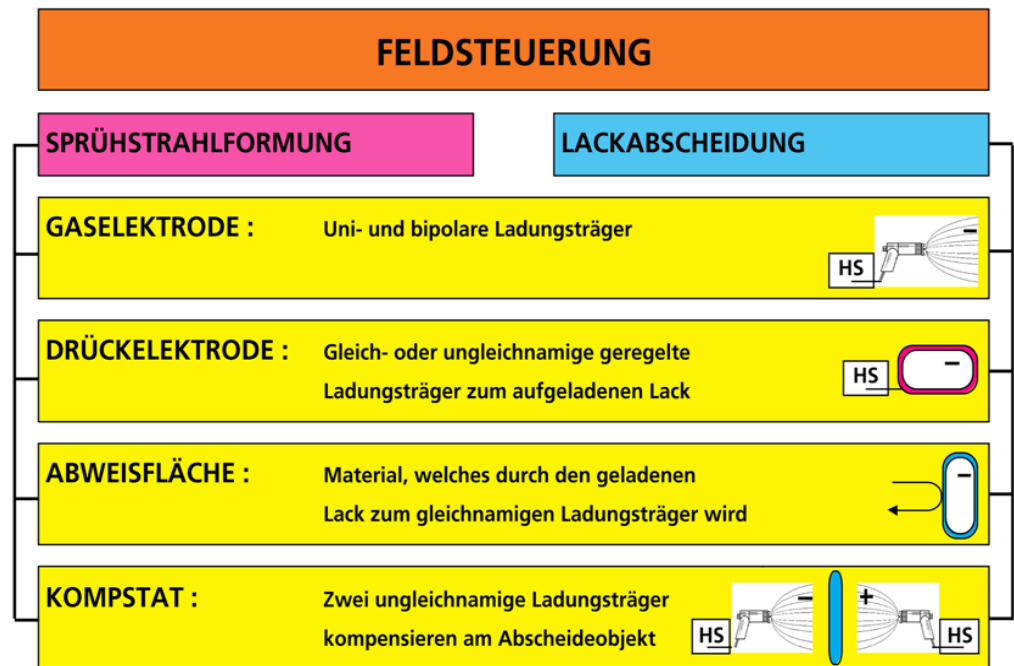 FELDSTEUERUNG
SPRÜHSTRAHLFORMUNG
LACKABSCHEIDUNG
GASELEKTRODE :
Uni- und bipolare Ladungsträger
–
HS
DRÜCKELEKTRODE :
Gleich- oder ungleichnamige geregelte
Ladungsträger zum aufgeladenen Lack
–
HS
ABWEISFLÄCHE :
Material, welches durch den geladenen
Lack zum gleichnamigen Ladungsträger wird
–
KOMPSTAT :
Zwei ungleichnamige Ladungsträger
kompensieren am Abscheideobjekt
– +
HS HS